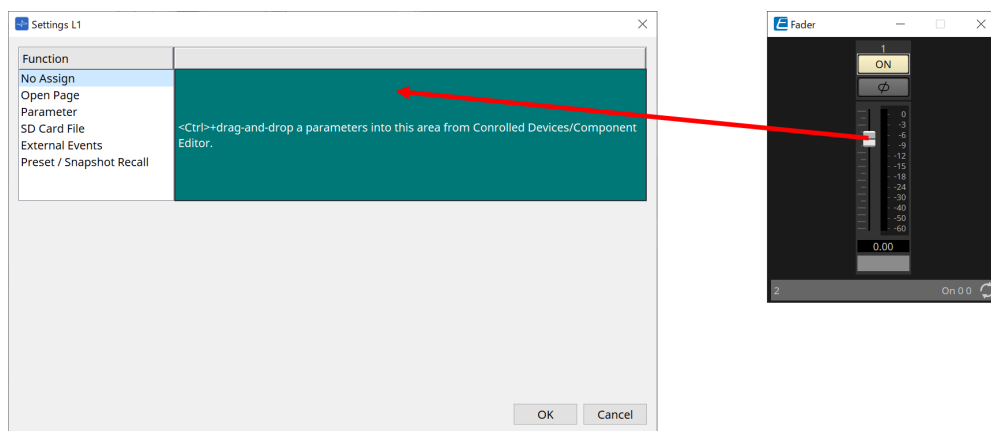 Settings L1
Function
No Assign
Open Page
Parameter
SD Card File
External Events
Preset / Snapshot Recall
<Ctrl>+drag-and-drop a parameters into this area from Conrolled Devices/Component
Editor.
OK
Cancel
Fader
1
ON
0
-3
-6
-9
-12
-15
-18
-24
-30
-40
-50
-60
0.00
2
On 0 0